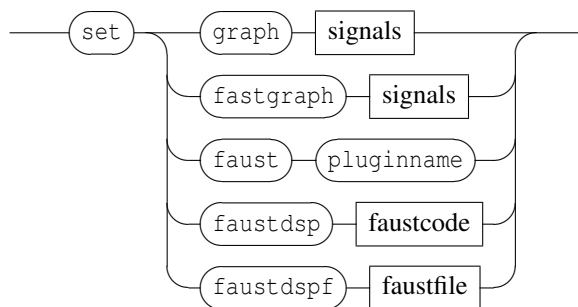 set graph signals
fastgraph signals
faust pluginname
faustdsp faustcode
faustdspf faustfile